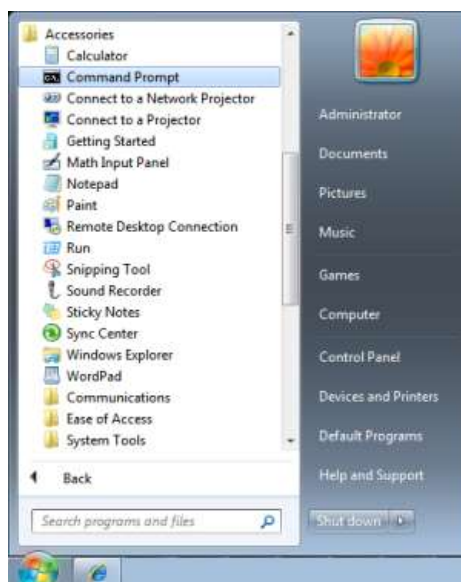 Accessories
Calculator
Command Prompt
Connect to a Network Projector
Connect to a Projector
Getting Started
Math Input Panel
Notepad
Paint
Remote Desktop Connection
Run
Snipping Tool
Sound Recorder
Sticky Notes
Sync Center
Windows Explorer
WordPad
Communications
Ease of Access
System Tools
Back
Search programs and files
Administrator
Documents
Pictures
Music
Games
Computer
Control Panel
Devices and Printers
Default Programs
Help and Support
Shut down